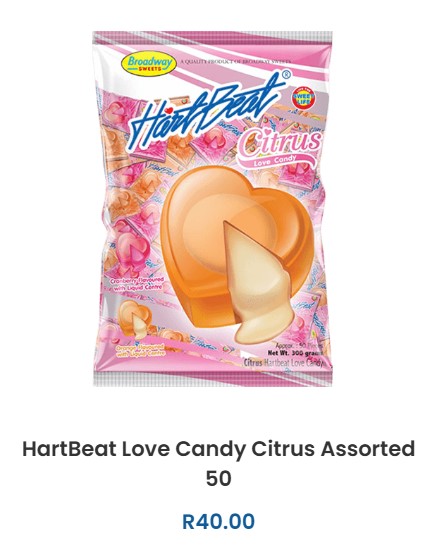 Broadway
SWEETS
A QUALITY PRODUCT OF BROADWAY SWEETS
HartBeat®
SWEET
LIFE
Citrus
Love Candy
Cranberry Flavoured
with Liquid Centre
Orange Flavoured
with Liquid Centre
Approx. 50
Net Wt. 300 grams
Citrus Hartbeat Love Candy
HartBeat Love Candy Citrus Assorted
50
R40.00